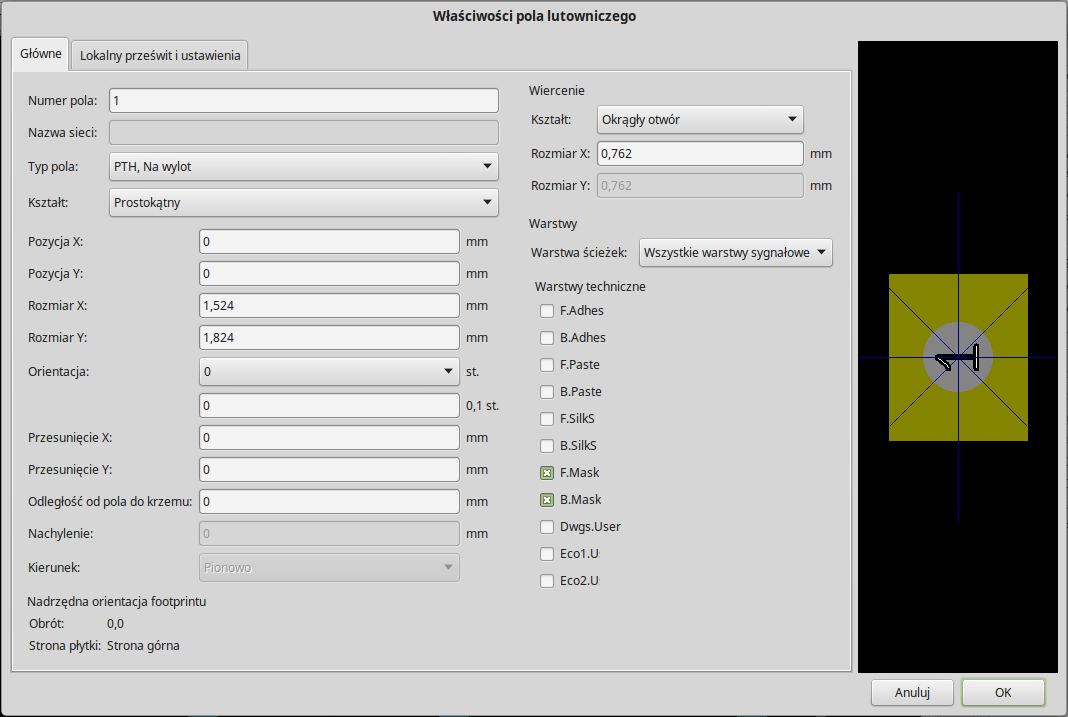 Właściwości pola lutowniczego
Główne
Lokalny prześwit i ustawienia
Numer pola: 1
Nazwa sieci:
Typ pola: PTH, Na wylot
Kształt: Prostokątny
Pozycja X: 0 mm
Pozycja Y: 0 mm
Rozmiar X: 1,524 mm
Rozmiar Y: 1,824 mm
Orientacja: 0 st.
0 0,1 st.
Przesunięcie X: 0 mm
Przesunięcie Y: 0 mm
Odległość od pola do krzemu: 0 mm
Nachylenie: 0 mm
Kierunek: Pionowo
Nadrzędna orientacja footprintu
Obrót: 0,0
Strona płytki: Strona górna
Wiercenie
Kształt: Okrągły otwór
Rozmiar X: 0,762 mm
Rozmiar Y: 0,762 mm
Warstwy
Warstwa ścieżek: Wszystkie warstwy sygnałowe
Warstwy techniczne
F.Adhes
B.Adhes
F.Paste
B.Paste
F.SilkS
B.SilkS
F.Mask
B.Mask
Dwgs.User
Eco1.U
Eco2.U
1
Anuluj
OK